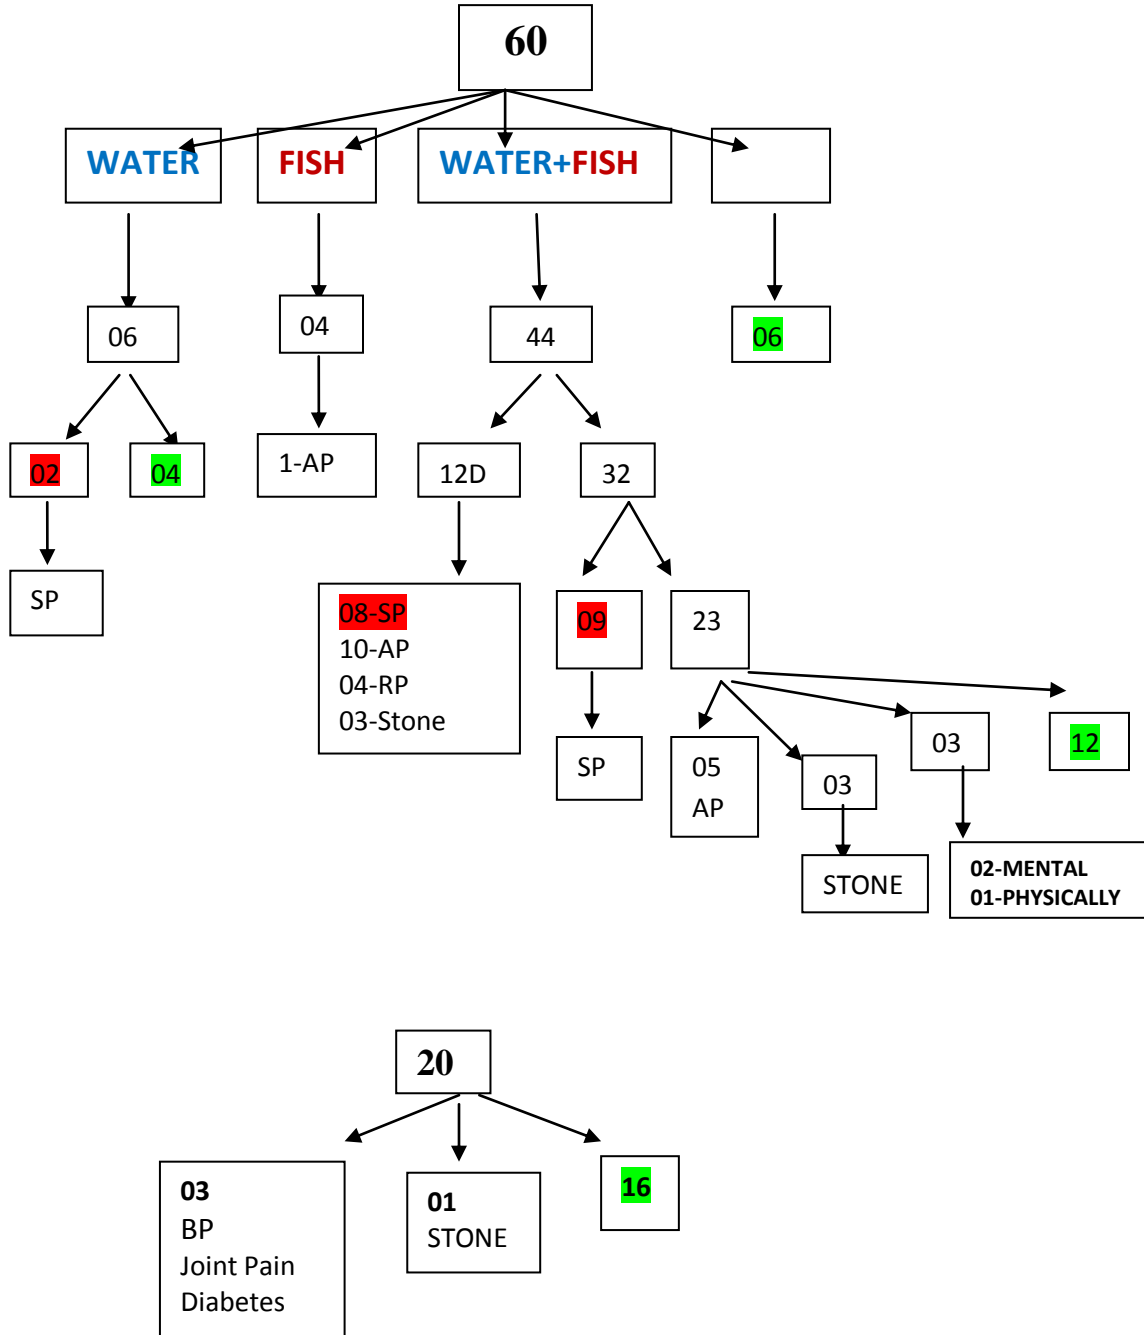 60
WATER
FISH
WATER+FISH
06
04
44
06
02
04
1-AP
12D
32
SP
08-SP
10-AP
04-RP
03-Stone
09
23
SP
05
AP
03
03
12
STONE
02-MENTAL
01-PHYSICALLY
20
03
BP
Joint Pain
Diabetes
01
STONE
16